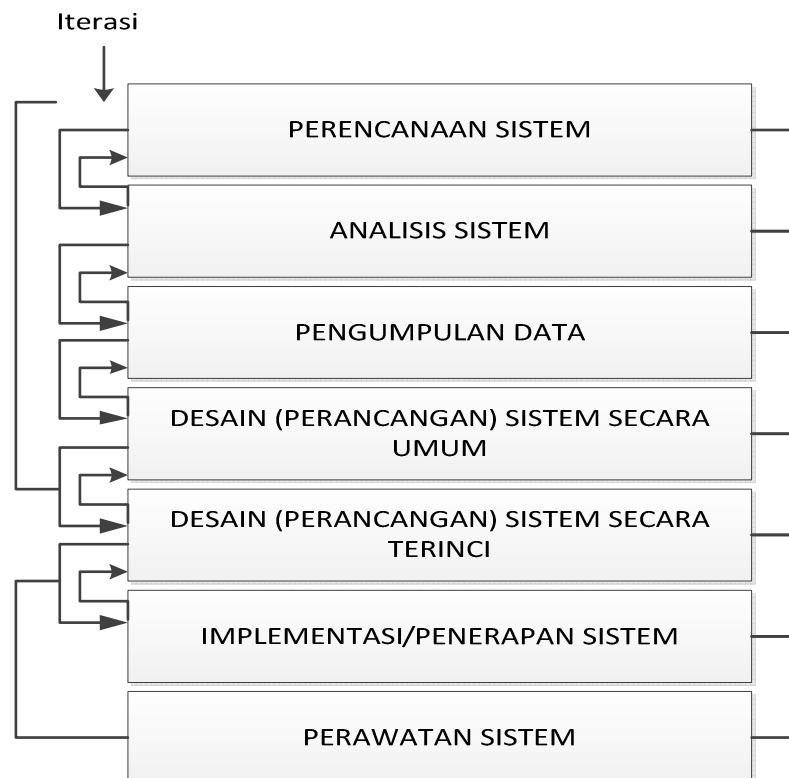 Iterasi
PERENCANAAN SISTEM
ANALISIS SISTEM
PENGUMPULAN DATA
DESAIN (PERANCANGAN) SISTEM SECARA
UMUM
DESAIN (PERANCANGAN) SISTEM SECARA
TERINCI
IMPLEMENTASI/PENERAPAN SISTEM
PERAWATAN SISTEM